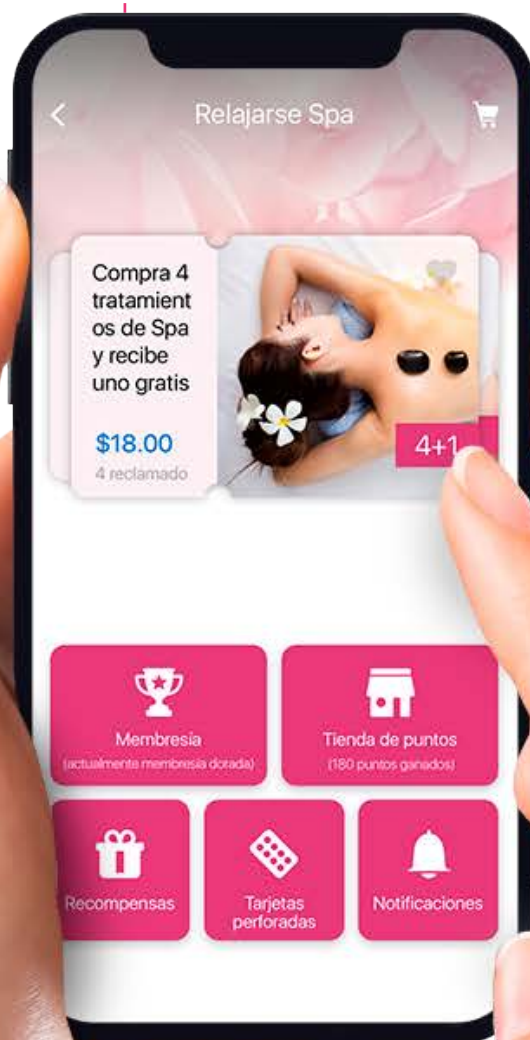 Relajarse Spa
Compra 4
tratamient
os de Spa
y recibe
uno gratis
$18.00
4 reclamado
4+1
Membresía
(actualmente membresia dorada)
Tienda de puntos
(180 puntos ganados)
Recompensas
Tarjetas
perforadas
Notificaciones